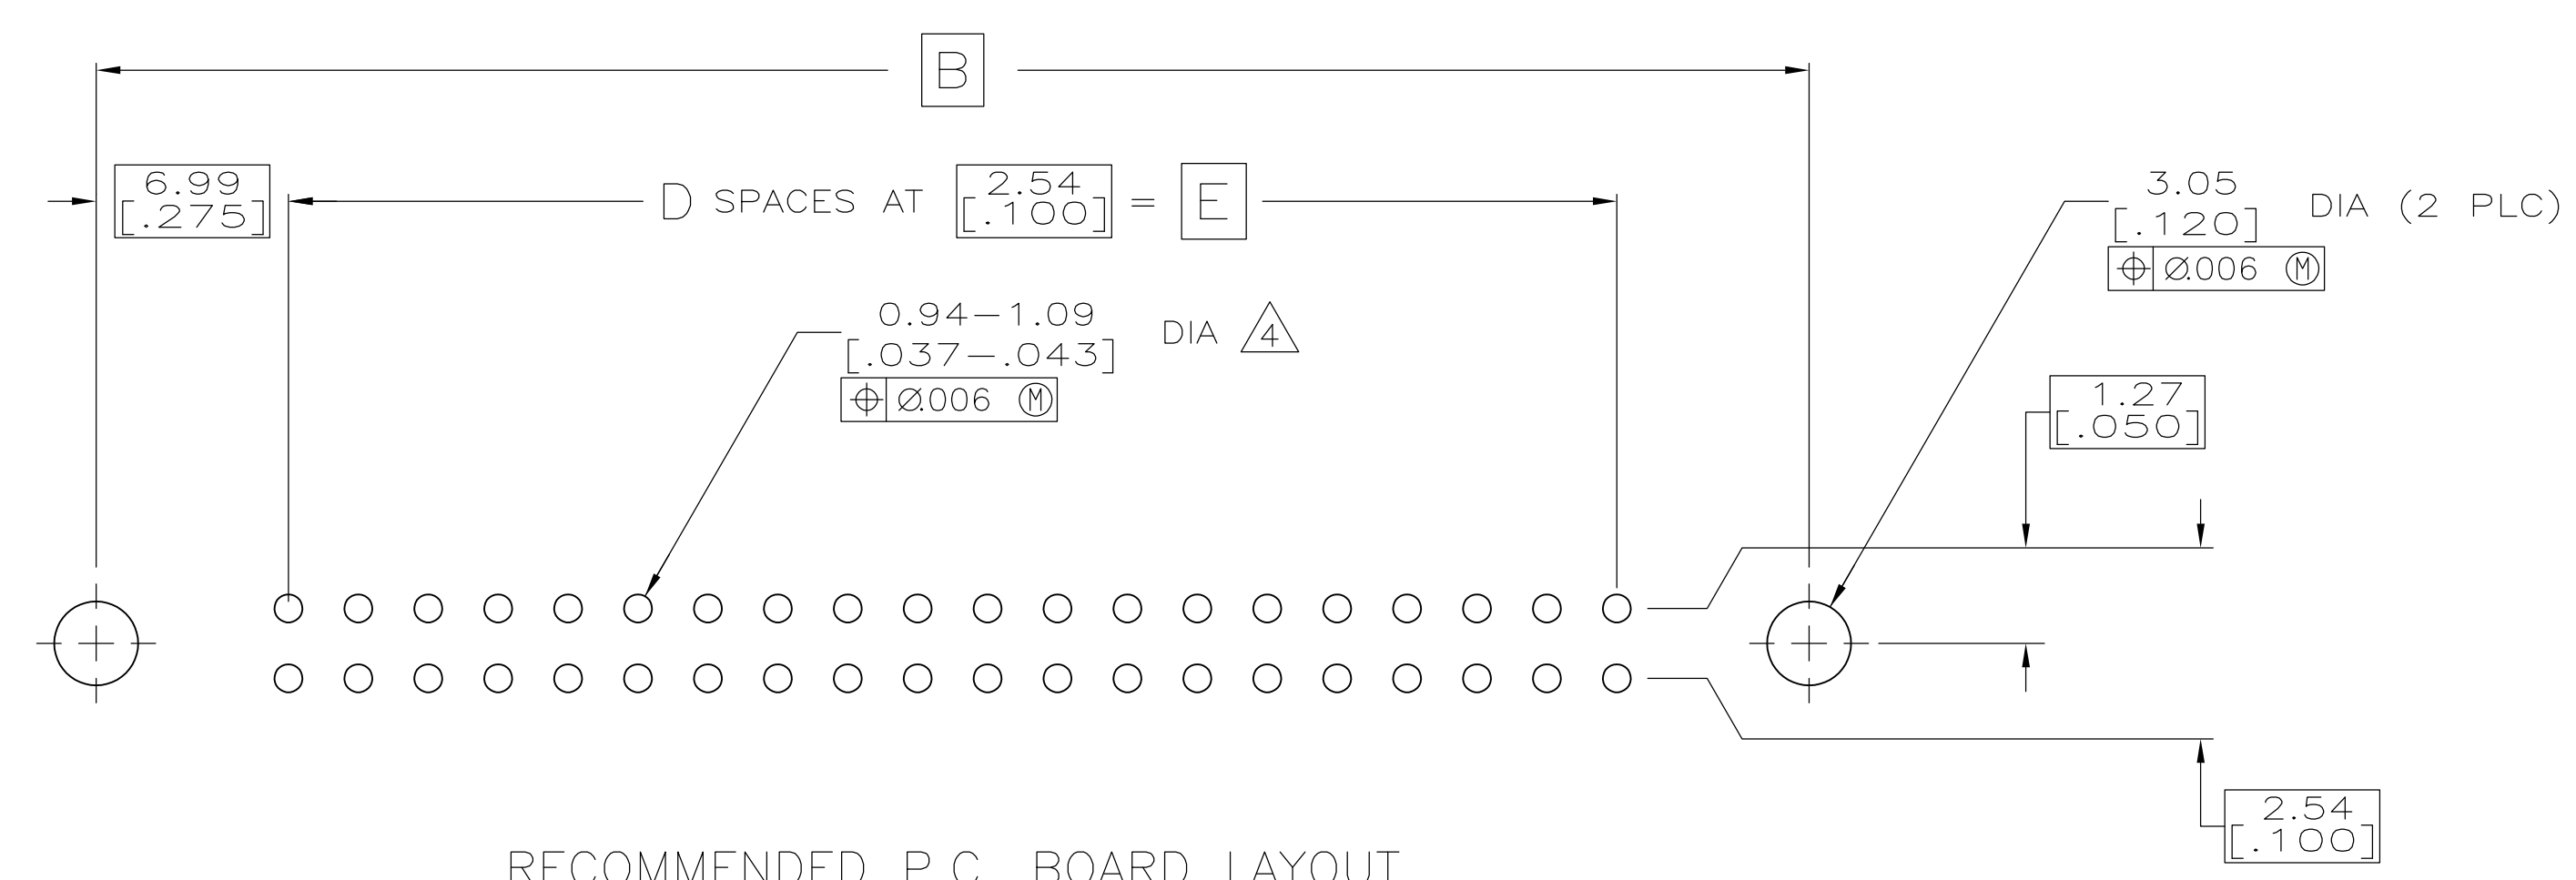 B
6.99
[.275]
D SPACES AT
2.54
[.100]
= E
3.05
[.120]
DIA (2 PLC)
⌖ Ø.006 Ⓜ
0.94-1.09
[.037-.043]
DIA 4
⌖ Ø.006 Ⓜ
1.27
[.050]
2.54
[.100]
RECOMMENDED P.C. BOARD LAYOUT